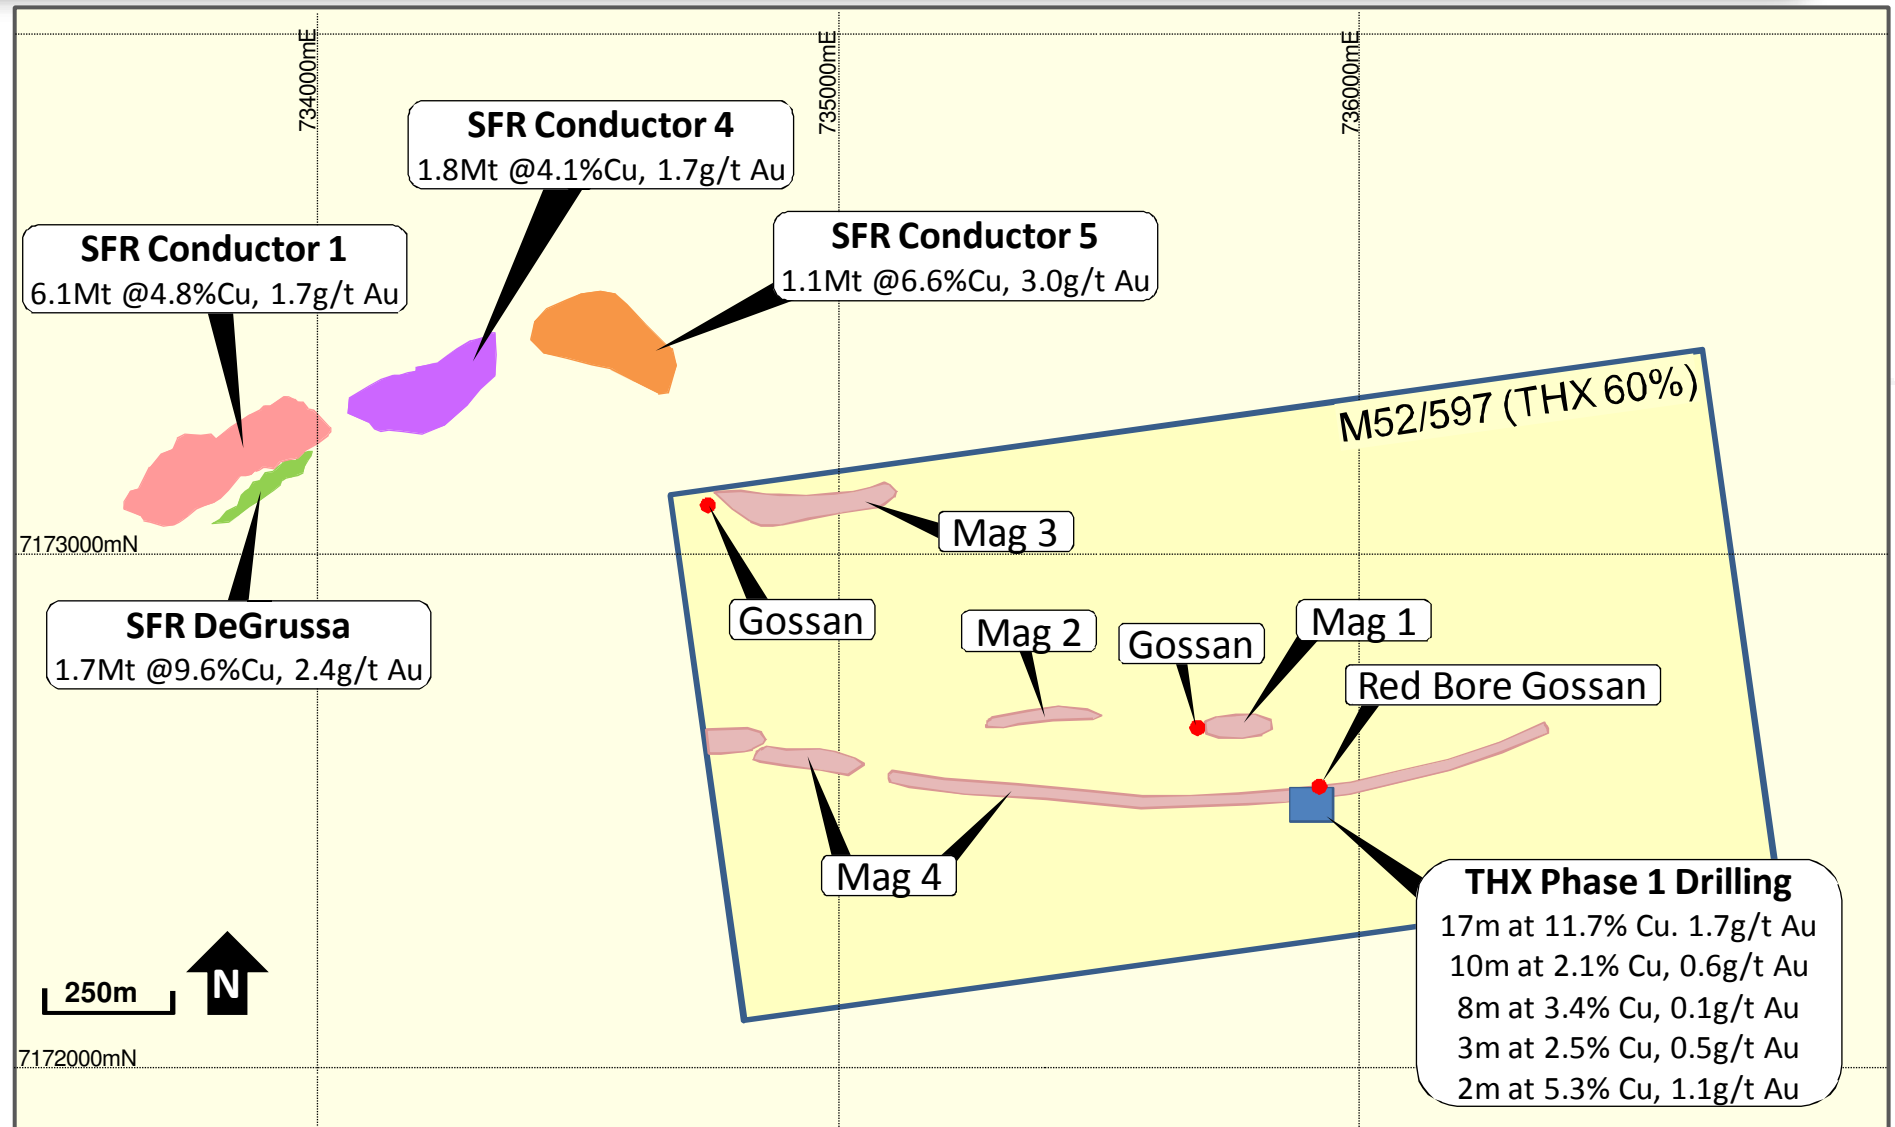 734000mE
735000mE
736000mE
SFR Conductor 4
1.8Mt @4.1%Cu, 1.7g/t Au
SFR Conductor 1
6.1Mt @4.8%Cu, 1.7g/t Au
SFR Conductor 5
1.1Mt @6.6%Cu, 3.0g/t Au
M52/597 (THX 60%)
Mag 3
7173000mN
Gossan
SFR DeGrussa
1.7Mt @9.6%Cu, 2.4g/t Au
Mag 2
Gossan
Mag 1
Red Bore Gossan
Mag 4
THX Phase 1 Drilling
17m at 11.7% Cu. 1.7g/t Au
10m at 2.1% Cu, 0.6g/t Au
8m at 3.4% Cu, 0.1g/t Au
3m at 2.5% Cu, 0.5g/t Au
2m at 5.3% Cu, 1.1g/t Au
250m
N
7172000mN